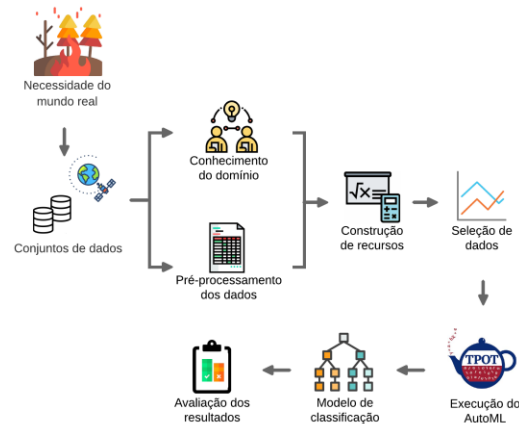 Necessidade do
mundo real
Conjuntos de dados
Conhecimento
do domínio
Pré-processamento
dos dados
Construção
de recursos
√x=
Seleção de
dados
TPOT
Execução do
AutoML
Modelo de
classificação
Avaliação dos
resultados